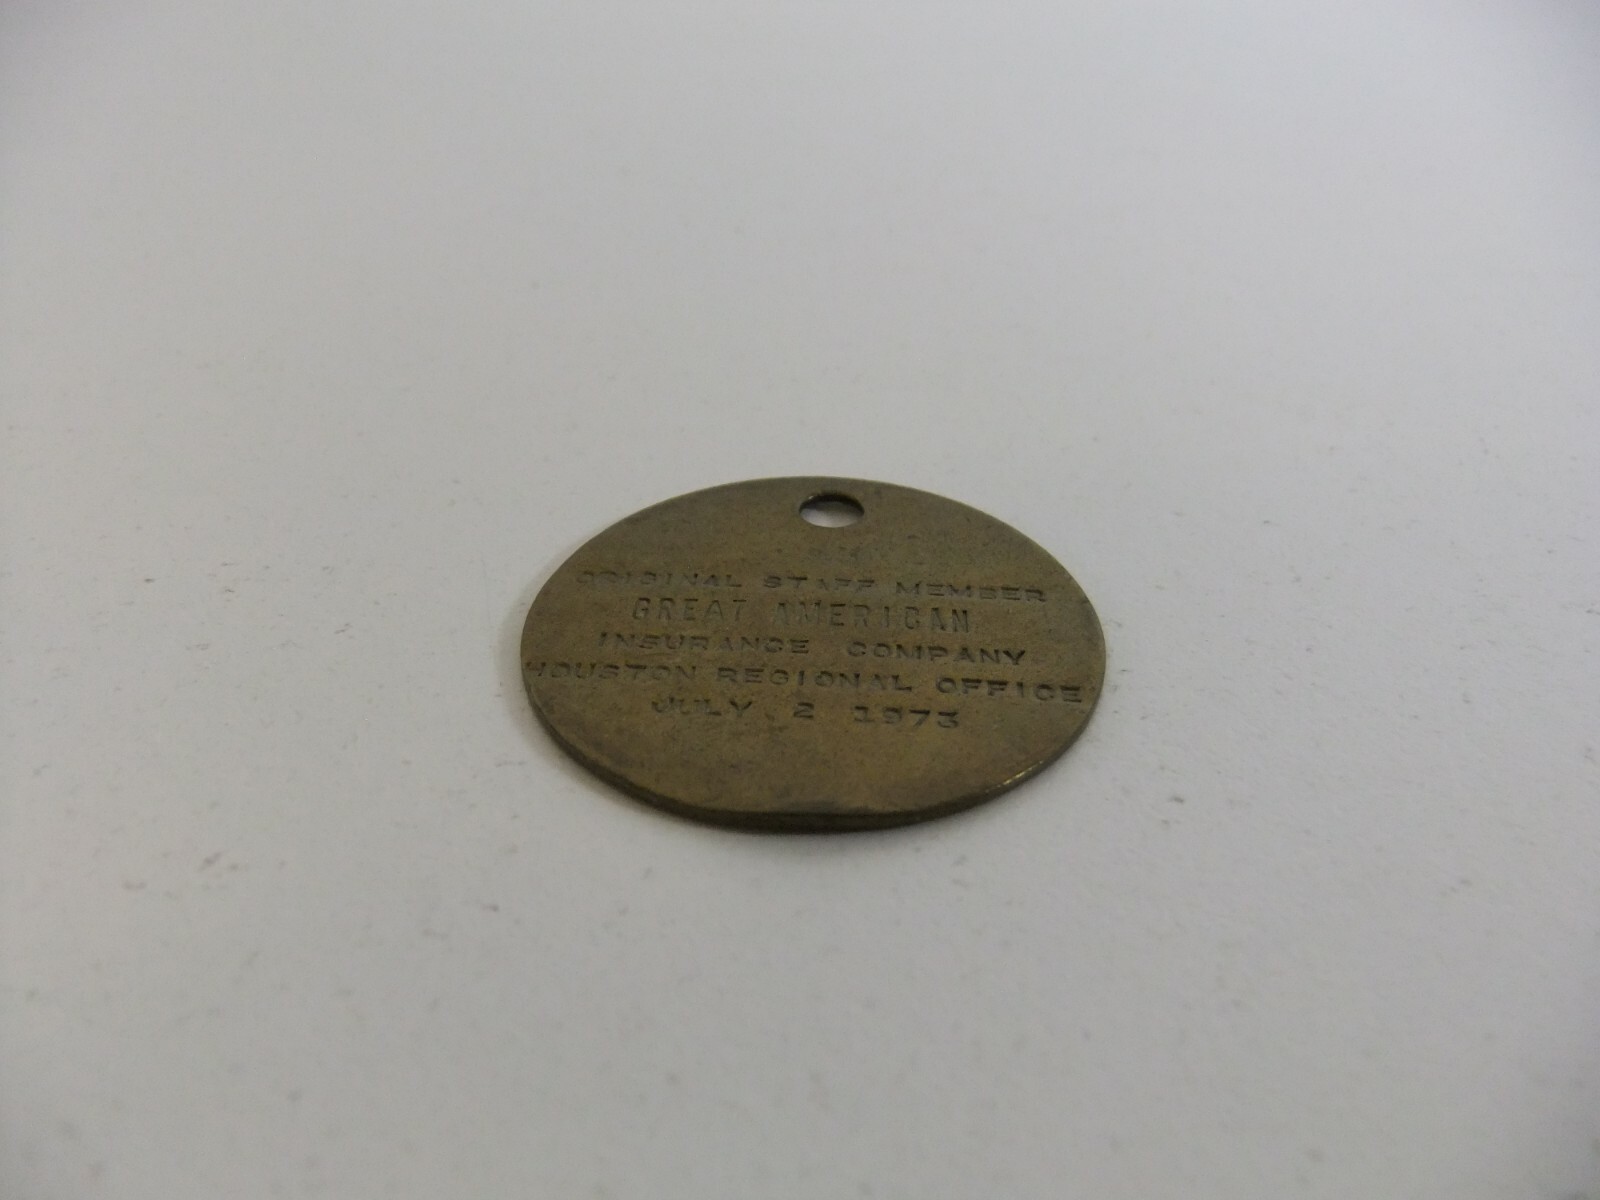 ORIGINAL STAFF MEMBER
GREAT AMERICAN
INSURANCE COMPANY
HOUSTON REGIONAL OFFICE
JULY 2 1973